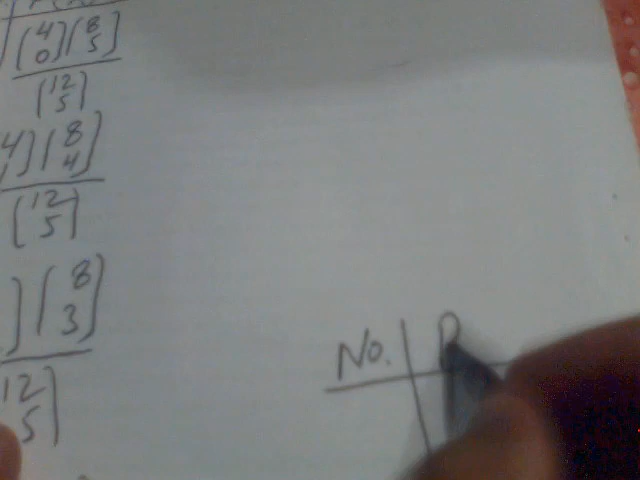 (4 0)(8 5)
(12 5)
4)(8 4)
(12 5)
)(8 3)
12 5)
No. P